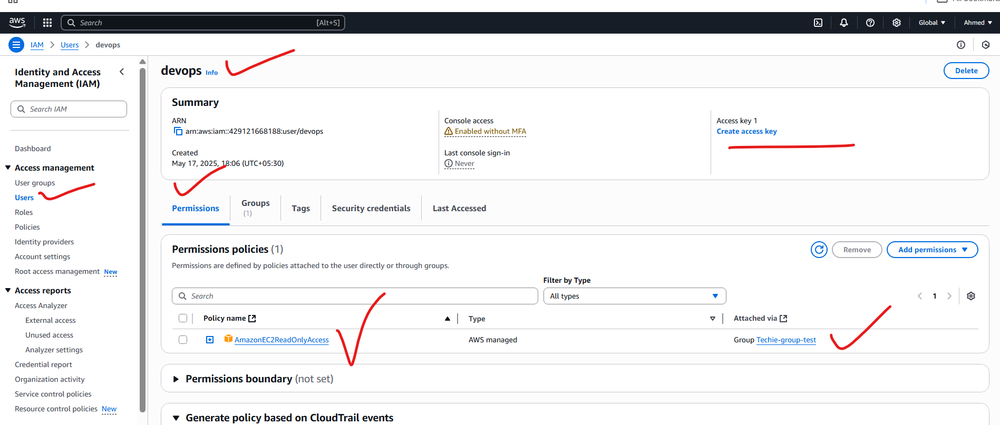 aws
Search [Alt+S]
Global
Ahmed
IAM
Users
devops
Identity and Access
Management (IAM)
Search IAM
Dashboard
Access management
User groups
Users
Roles
Policies
Identity providers
Account settings
Root access management New
Access reports
Access Analyzer
External access
Unused access
Analyzer settings
Credential report
Organization activity
Service control policies
Resource control policies New
devops Info
Delete
Summary
ARN
arn:aws:iam::429121668188:user/devops
Created
May 17, 2025, 18:06 (UTC+05:30)
Console access
Enabled without MFA
Last console sign-in
Never
Access key 1
Create access key
Permissions
Groups
(1)
Tags
Security credentials
Last Accessed
Permissions policies (1)
Permissions are defined by policies attached to the user directly or through groups.
Remove
Add permissions
Filter by Type
Search
All types
1
Policy name
Type
Attached via
AmazonEC2ReadOnlyAccess
AWS managed
Group Techie-group-test
Permissions boundary (not set)
Generate policy based on CloudTrail events